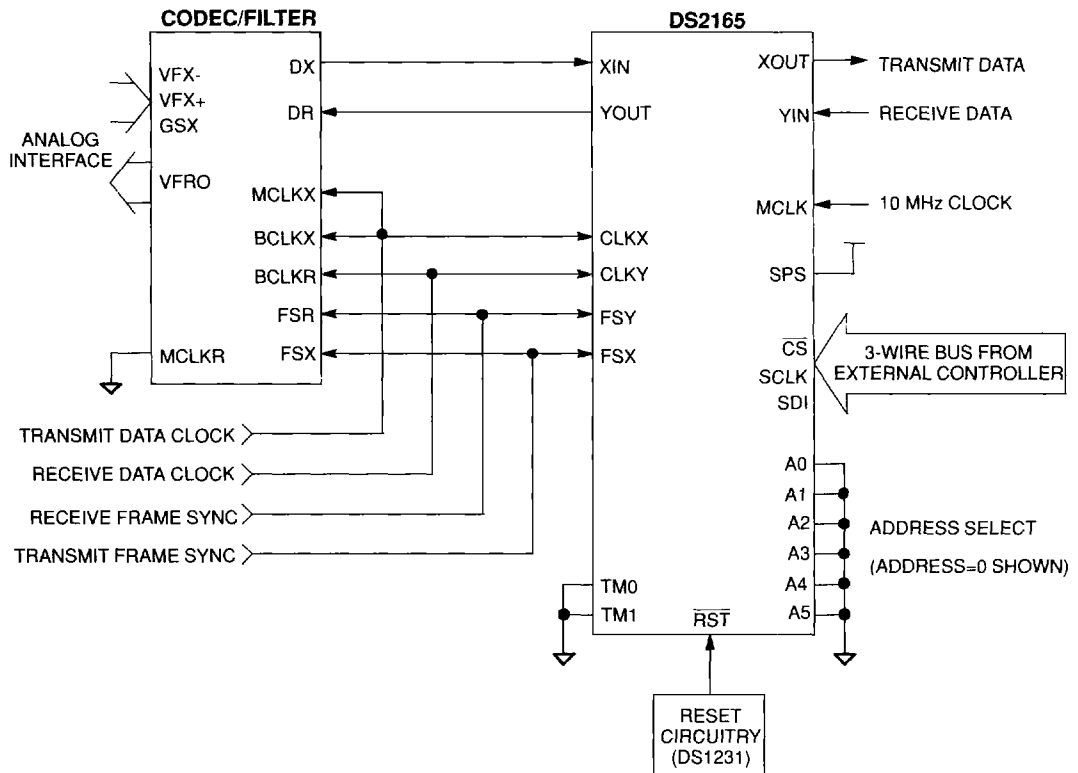 CODEC/FILTER
VFX-
VFX+
GSX
ANALOG
INTERFACE
VFRO
MCLKR
DX
DR
MCLKX
BCLKX
BCLKR
FSR
FSX
TRANSMIT DATA CLOCK
RECEIVE DATA CLOCK
RECEIVE FRAME SYNC
TRANSMIT FRAME SYNC
DS2165
XIN
YOUT
CLKX
CLKY
FSY
FSX
TM0
TM1
RST
XOUT
YIN
MCLK
SPS
CS
SCLK
SDI
A0
A1
A2
A3
A4
A5
TRANSMIT DATA
RECEIVE DATA
10 MHz CLOCK
3-WIRE BUS FROM
EXTERNAL CONTROLLER
ADDRESS SELECT
(ADDRESS=0 SHOWN)
RESET
CIRCUITRY
(DS1231)